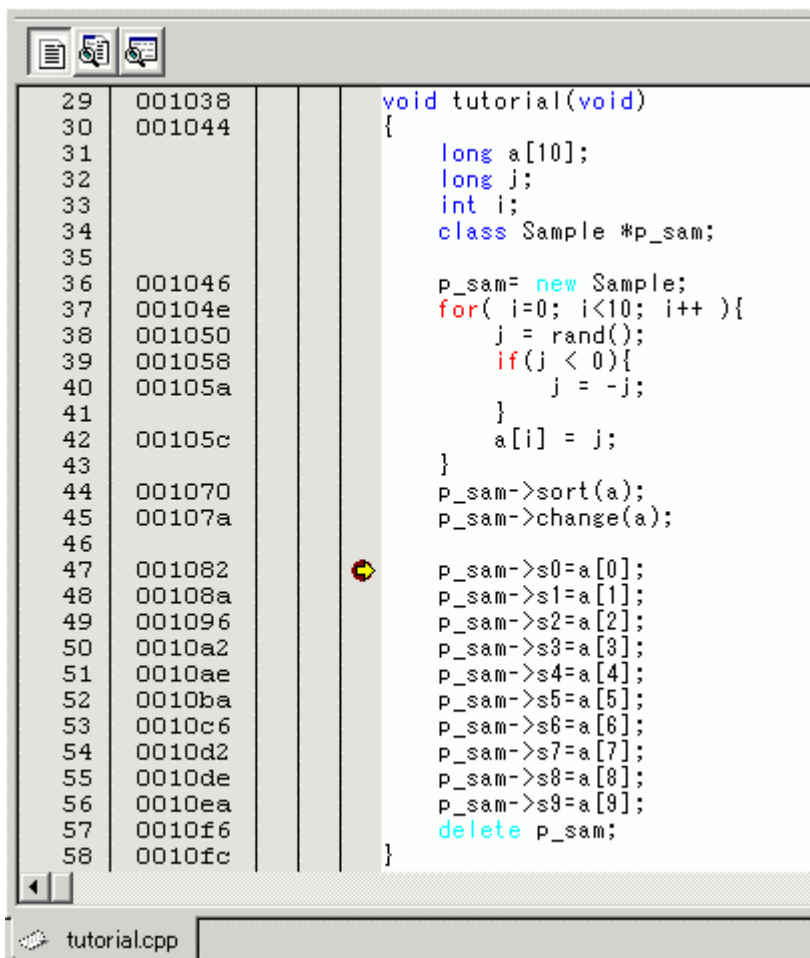 29 001038 void tutorial(void)
30 001044 {
31 long a[10];
32 long j;
33 int i;
34 class Sample *p_sam;
35
36 001046 p_sam= new Sample;
37 00104e for( i=0; i<10; i++ ){
38 001050 j = rand();
39 001058 if(j < 0){
40 00105a j = -j;
41 }
42 00105c a[i] = j;
43 }
44 001070 p_sam->sort(a);
45 00107a p_sam->change(a);
46
47 001082 p_sam->s0=a[0];
48 00108a p_sam->s1=a[1];
49 001096 p_sam->s2=a[2];
50 0010a2 p_sam->s3=a[3];
51 0010ae p_sam->s4=a[4];
52 0010ba p_sam->s5=a[5];
53 0010c6 p_sam->s6=a[6];
54 0010d2 p_sam->s7=a[7];
55 0010de p_sam->s8=a[8];
56 0010ea p_sam->s9=a[9];
57 0010f6 delete p_sam;
58 0010fc }
tutorial.cpp